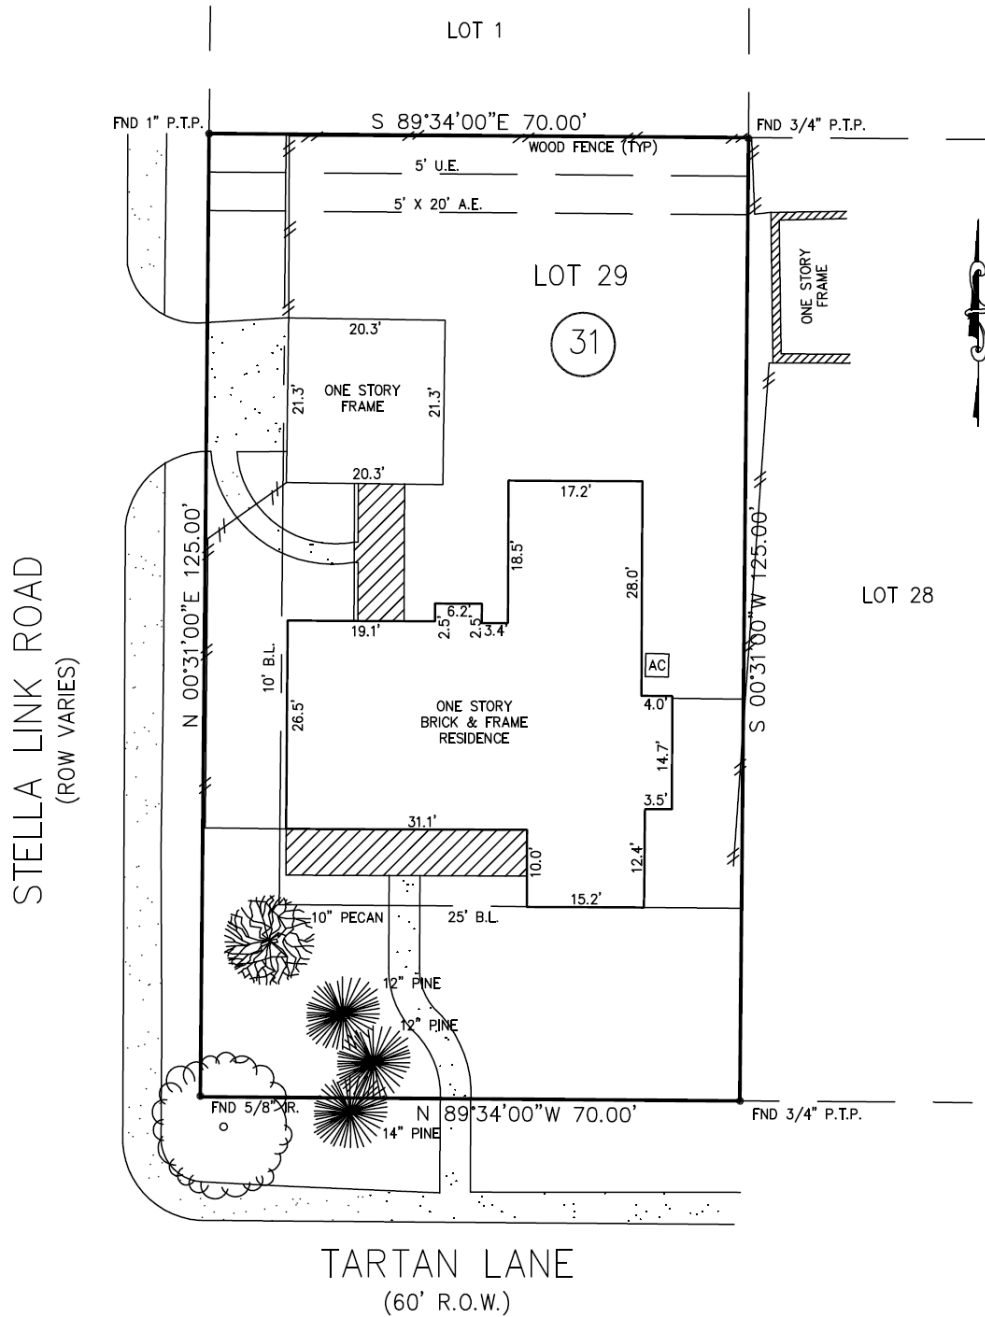 LOT 1
FND 1" P.T.P.
S 89°34'00"E 70.00'
FND 3/4" P.T.P.
WOOD FENCE (TYP)
5' U.E.
5' X 20' A.E.
LOT 29
31
ONE STORY
FRAME
20.3'
21.3'
ONE STORY
FRAME
21.3'
20.3'
17.2'
18.5'
28.0'
N 00°31'00"E 125.00'
S 00°31'00"W 125.00'
LOT 28
STELLA LINK ROAD
(ROW VARIES)
6.2'
2.5'
2.5'
3.4'
19.1'
10' B.L.
26.5'
AC
4.0'
ONE STORY
BRICK & FRAME
RESIDENCE
14.7'
3.5'
31.1'
10.0'
12.4'
15.2'
10" PECAN
25' B.L.
12" PINE
12" PINE
FND 5/8" IR.
N 89°34'00"W 70.00'
FND 3/4" P.T.P.
14" PINE
TARTAN LANE
(60' R.O.W.)